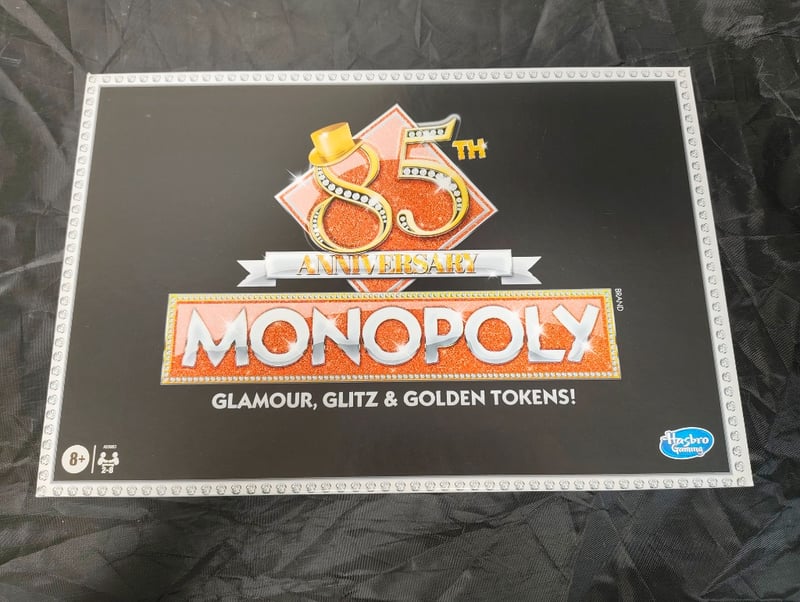 85TH
ANNIVERSARY
MONOPOLY
BRAND
GLAMOUR, GLITZ & GOLDEN TOKENS!
8+
2-8
Hasbro
Gaming